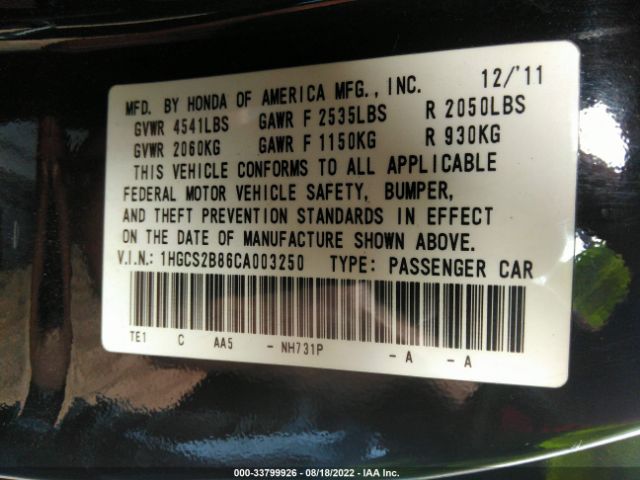 MFD. BY HONDA OF AMERICA MFG., INC. 12/'11
GVWR 4541LBS GAWR F 2535LBS R 2050LBS
GVWR 2060KG GAWR F 1150KG R 930KG
THIS VEHICLE CONFORMS TO ALL APPLICABLE
FEDERAL MOTOR VEHICLE SAFETY, BUMPER,
AND THEFT PREVENTION STANDARDS IN EFFECT
ON THE DATE OF MANUFACTURE SHOWN ABOVE.
V.I.N.: 1HGCS2B86CA003250 TYPE: PASSENGER CAR
TE1 C AA5 - NH731P - A - A
000-33799926 - 08/18/2022 - IAA Inc.